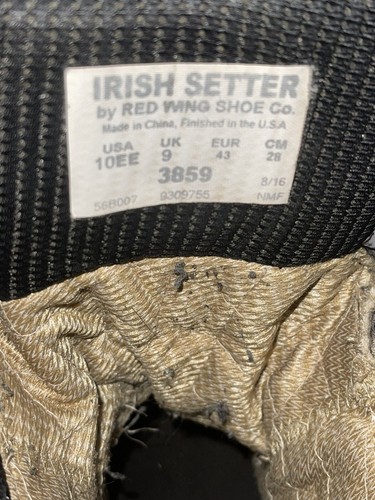 IRISH SETTER
by RED WING SHOE Co.
Made in China, Finished in the U.S.A
USA UK EUR CM
10EE 9 43 28
3859 8/16
56B007 9309755 NMF